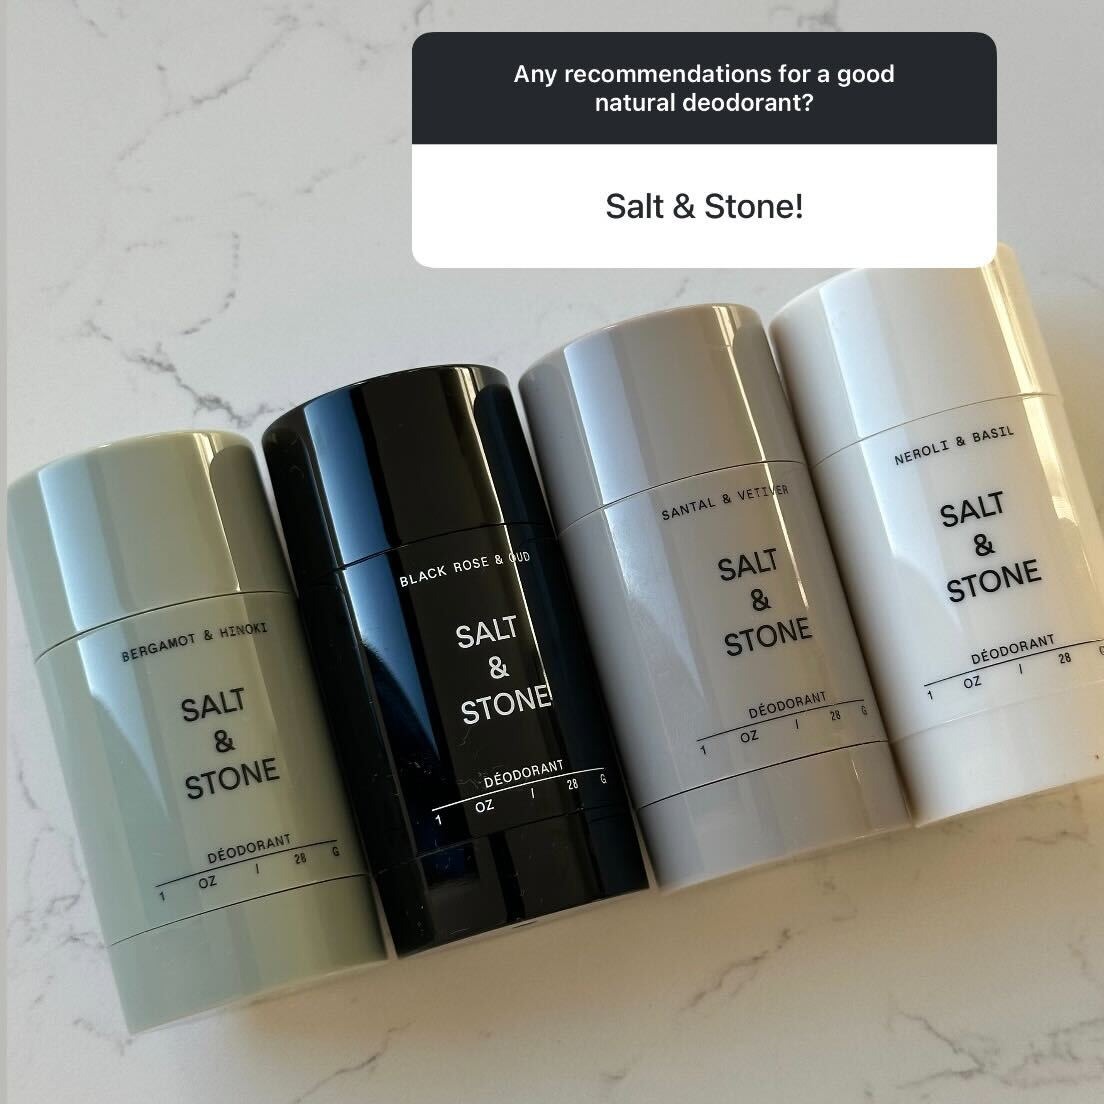 Any recommendations for a good
natural deodorant?
Salt & Stone!
BERGAMOT & HINOKI
SALT
&
STONE
DÉODORANT
1 OZ / 28 G
BLACK ROSE & OUD
SALT
&
STONE
DÉODORANT
1 OZ / 28 G
SANTAL & VETIVER
SALT
&
STONE
DÉODORANT
1 OZ / 28 G
NEROLI & BASIL
SALT
&
STONE
DÉODORANT
1 OZ / 28 G